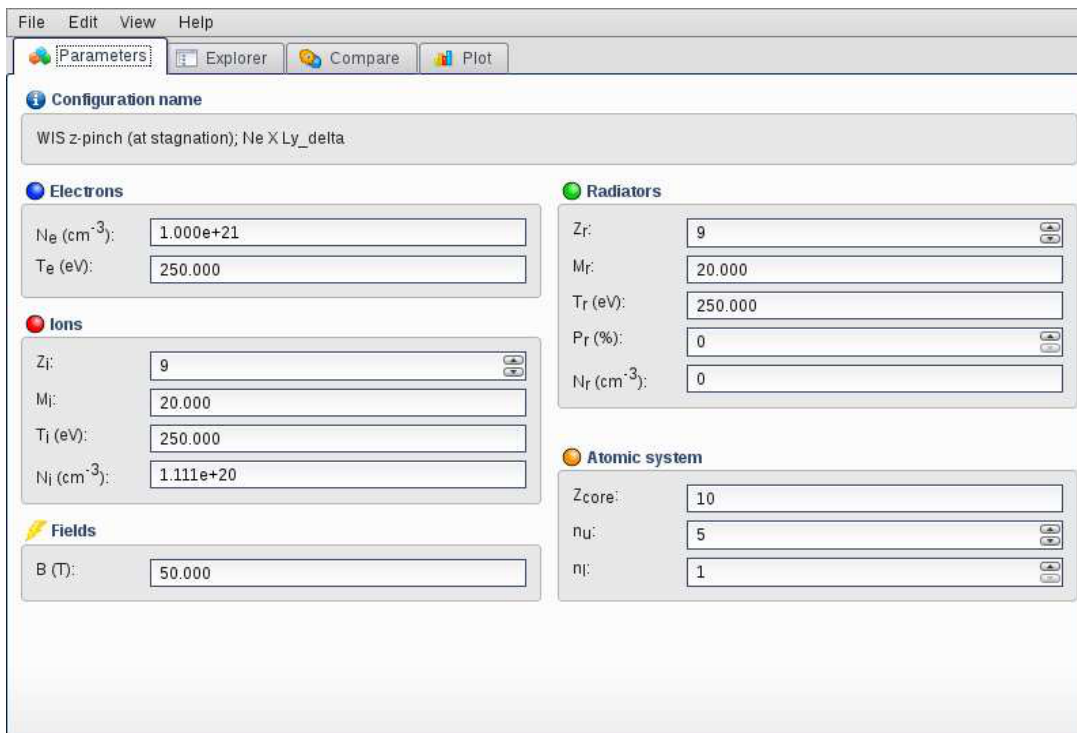 File Edit View Help
Parameters Explorer Compare Plot
Configuration name
WIS z-pinch (at stagnation); Ne X Ly_delta
Electrons
Ne (cm-3): 1.000e+21
Te (eV): 250.000
Ions
Zi: 9
Mi: 20.000
Ti (eV): 250.000
Ni (cm-3): 1.111e+20
Fields
B (T): 50.000
Radiators
Zr: 9
Mr: 20.000
Tr (eV): 250.000
Pr (%): 0
Nr (cm-3): 0
Atomic system
Zcore: 10
nu: 5
nl: 1